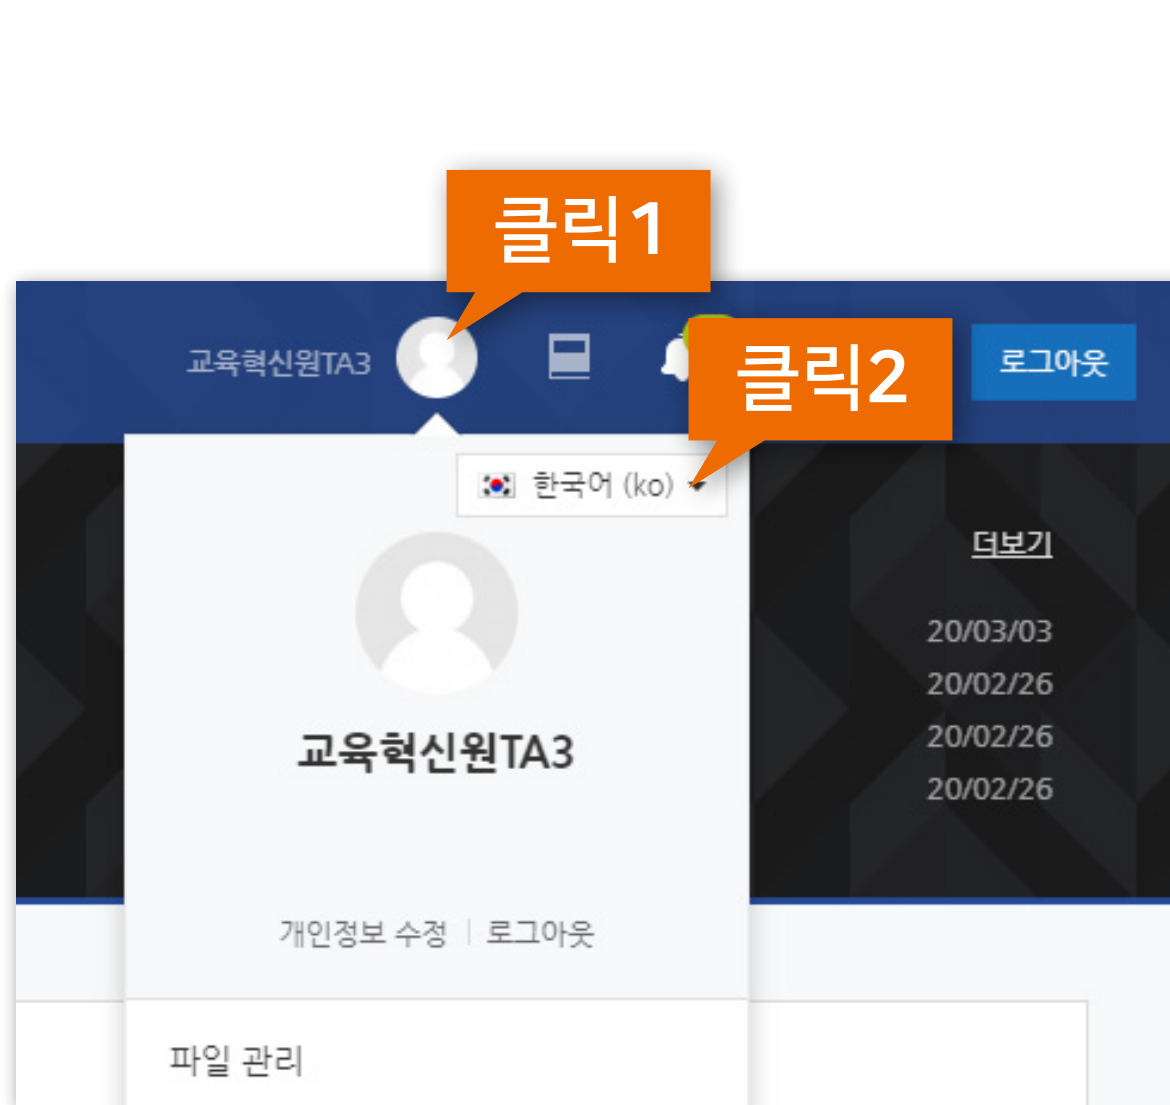 클릭1
교육혁신원TA3
클릭2
로그아웃
한국어 (ko)
더보기
20/03/03
20/02/26
20/02/26
20/02/26
교육혁신원TA3
개인정보 수정 | 로그아웃
파일 관리